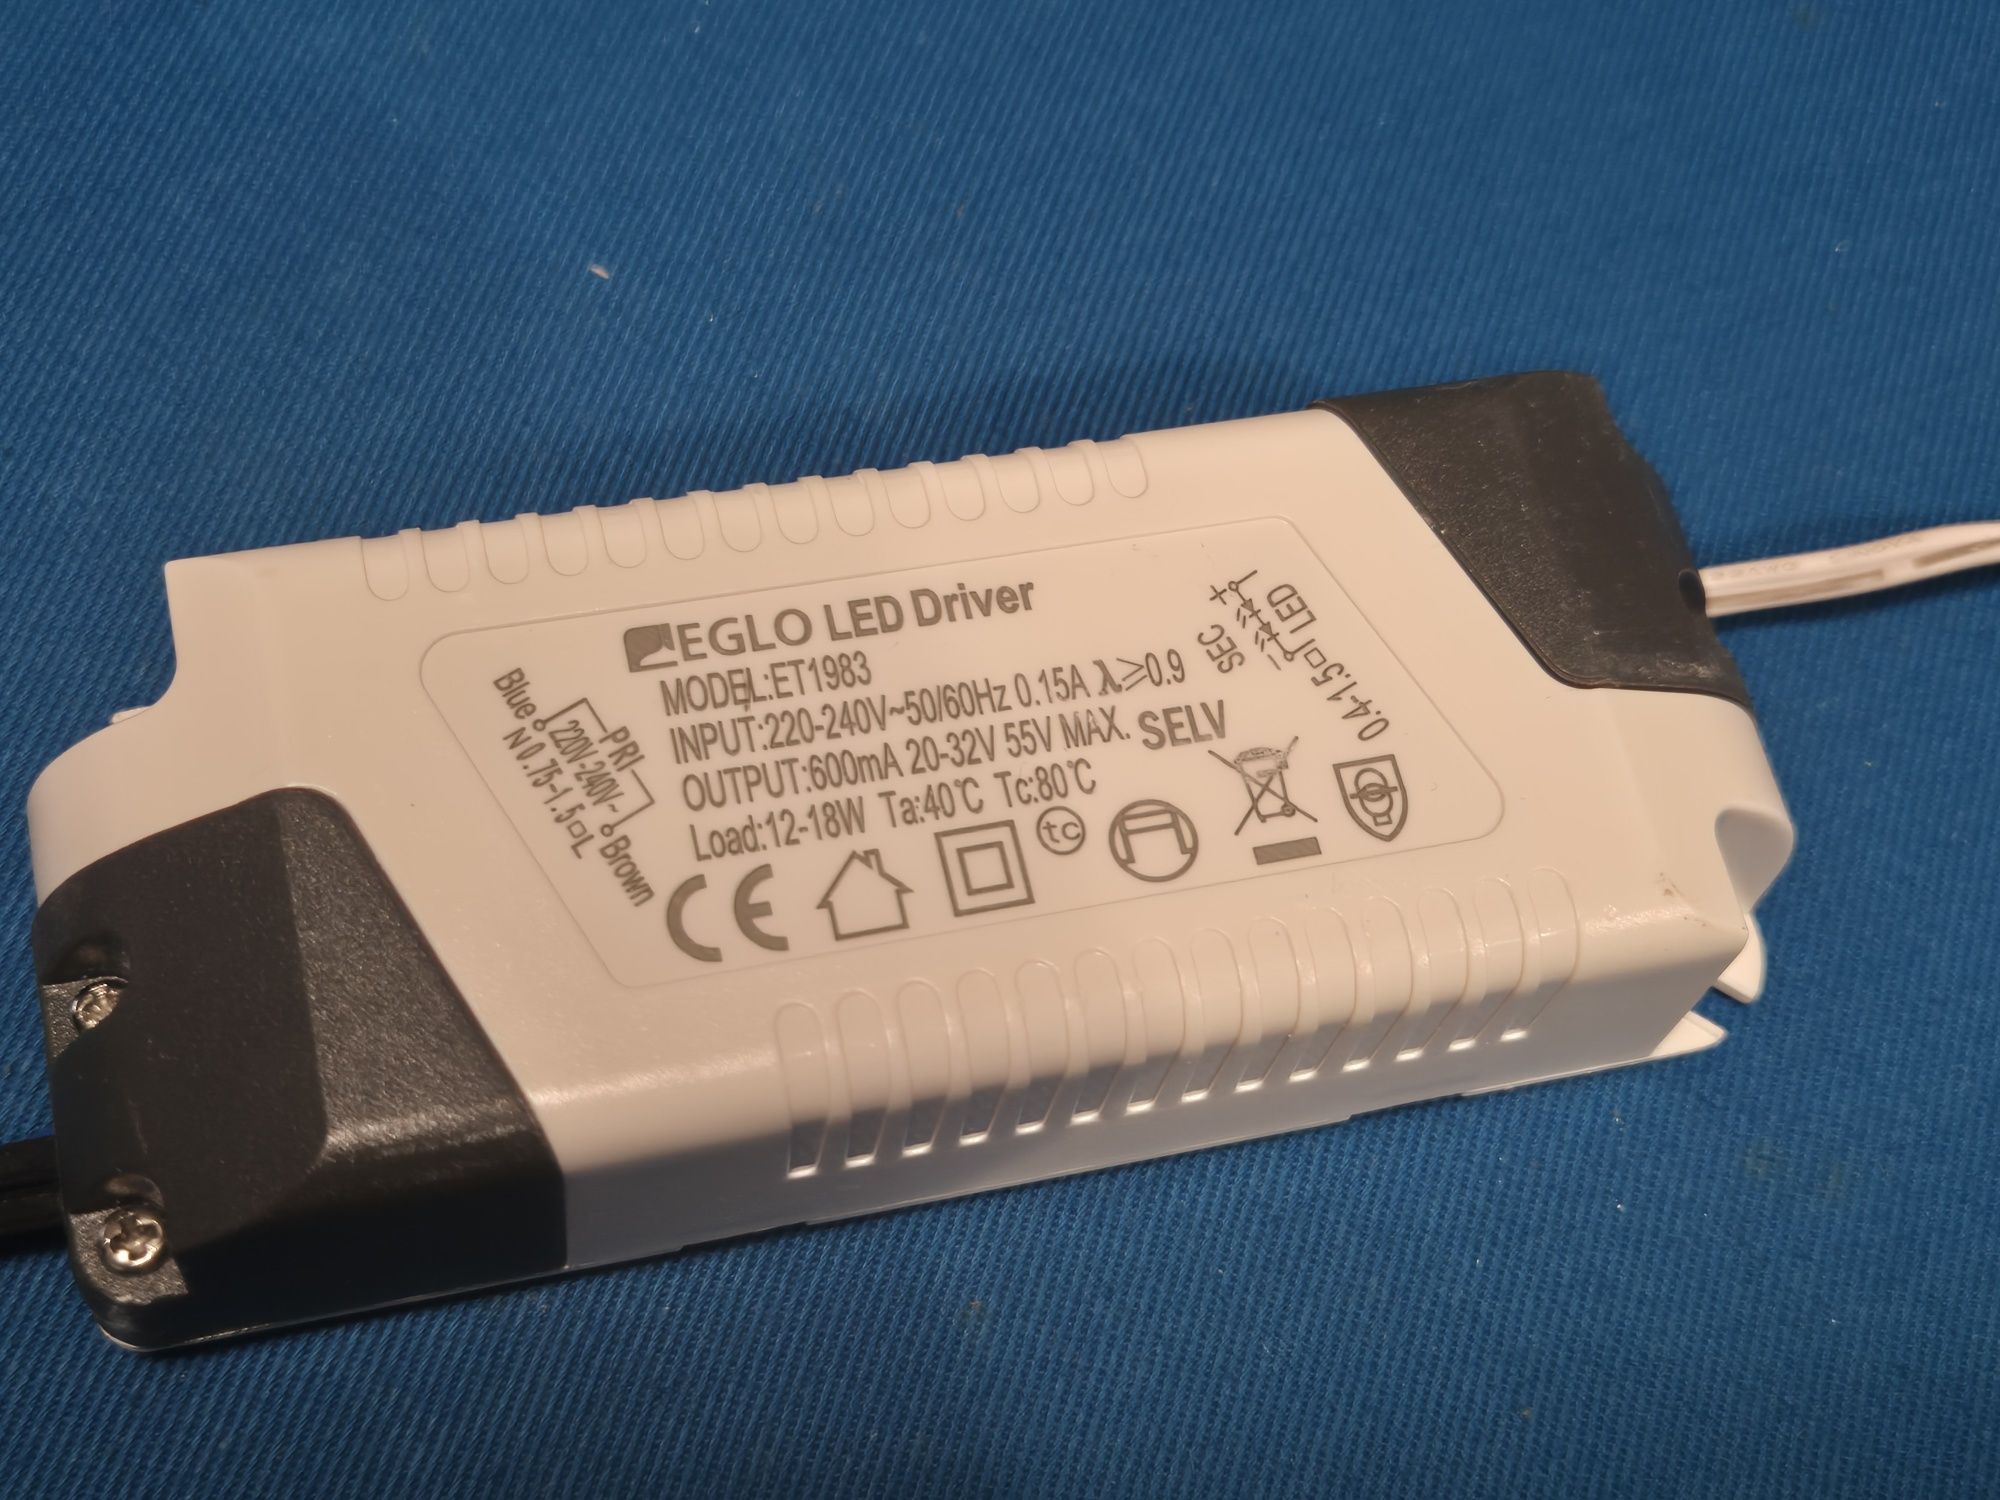 EGLO LED Driver
MODEL:ET1983
INPUT:220-240V~50/60Hz 0.15A λ≥0.9
OUTPUT:600mA 20-32V 55V MAX. SELV
Load:12-18W Ta:40℃ Tc:80℃
PRI
220V-240V~
Blue Brown
N 0.75-1.5□ L
SEC
+ -
0.4-1.5□ LED
CE
tc